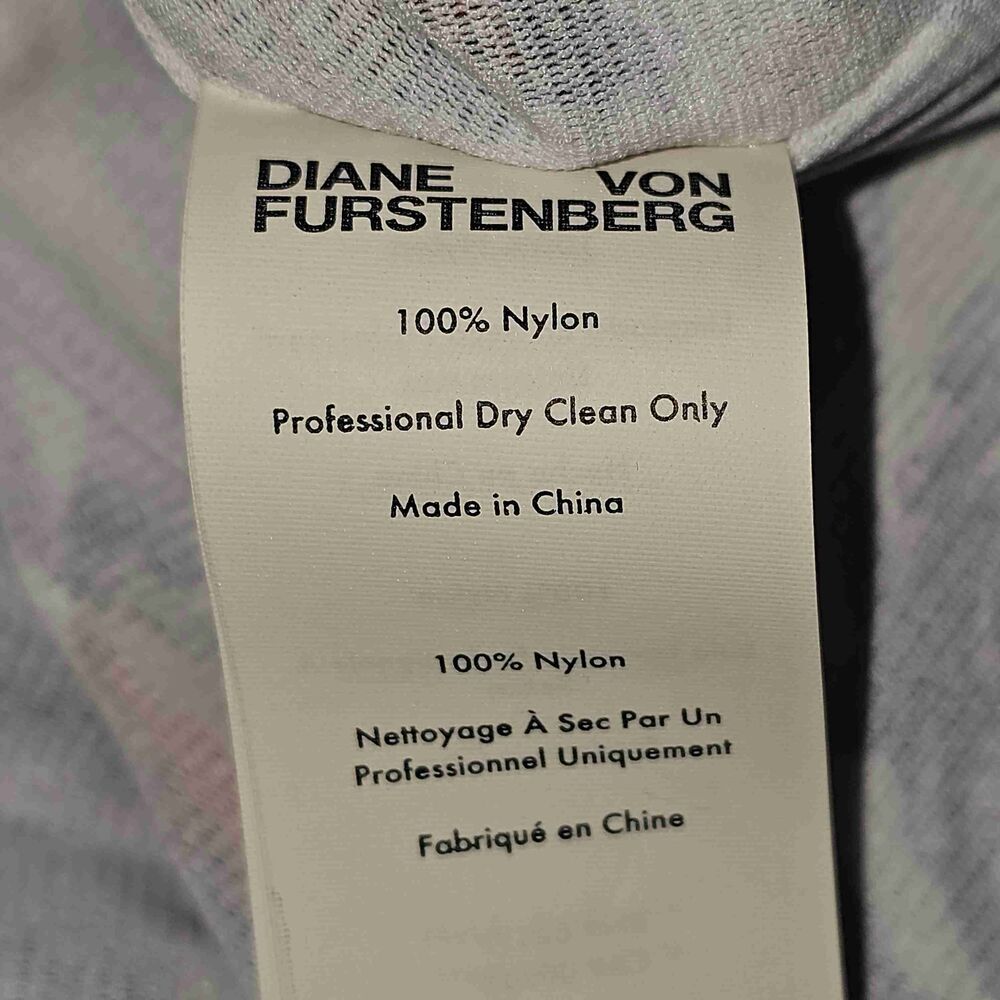 DIANE VON
FURSTENBERG
100% Nylon
Professional Dry Clean Only
Made in China
100% Nylon
Nettoyage À Sec Par Un
Professionnel Uniquement
Fabriqué en Chine